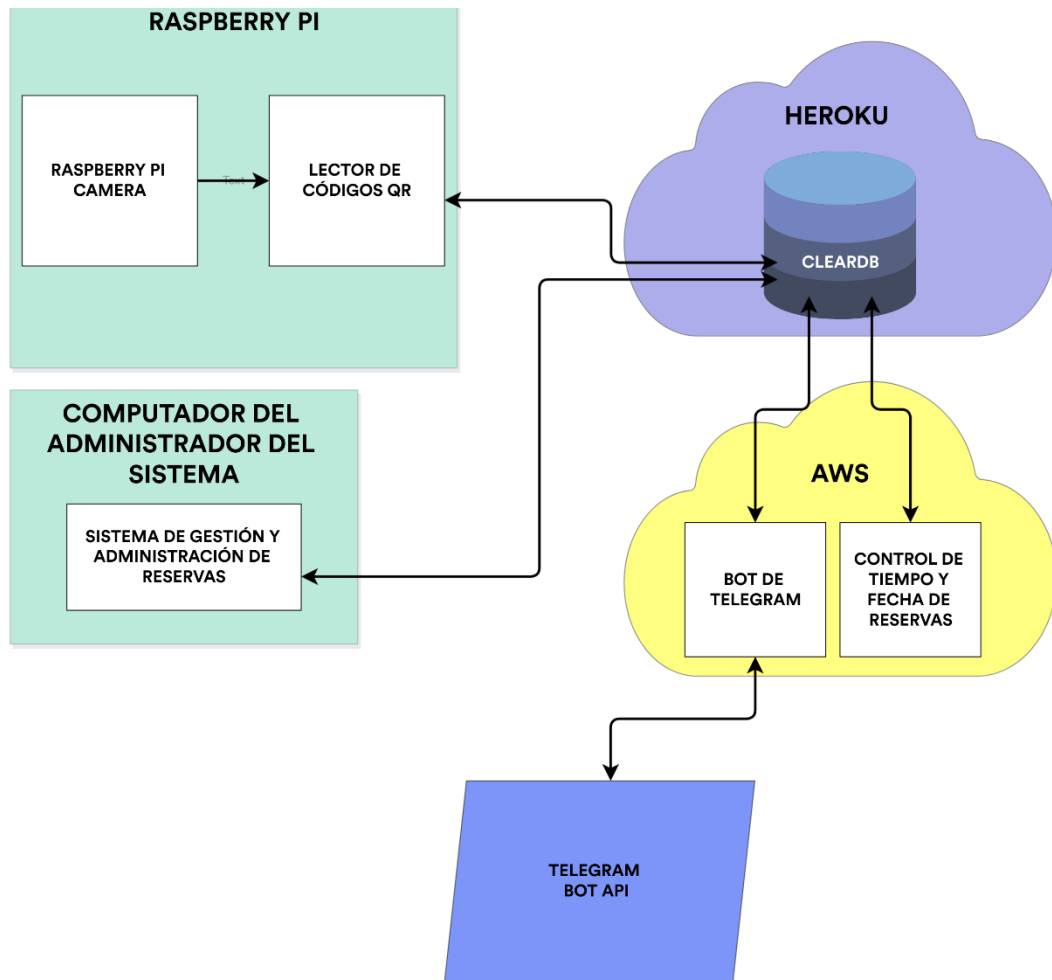 RASPBERRY PI
RASPBERRY PI
CAMERA
Text
LECTOR DE
CÓDIGOS QR
HEROKU
CLEARDB
COMPUTADOR DEL
ADMINISTRADOR DEL
SISTEMA
SISTEMA DE GESTIÓN Y
ADMINISTRACIÓN DE
RESERVAS
AWS
BOT DE
TELEGRAM
CONTROL DE
TIEMPO Y
FECHA DE
RESERVAS
TELEGRAM
BOT API